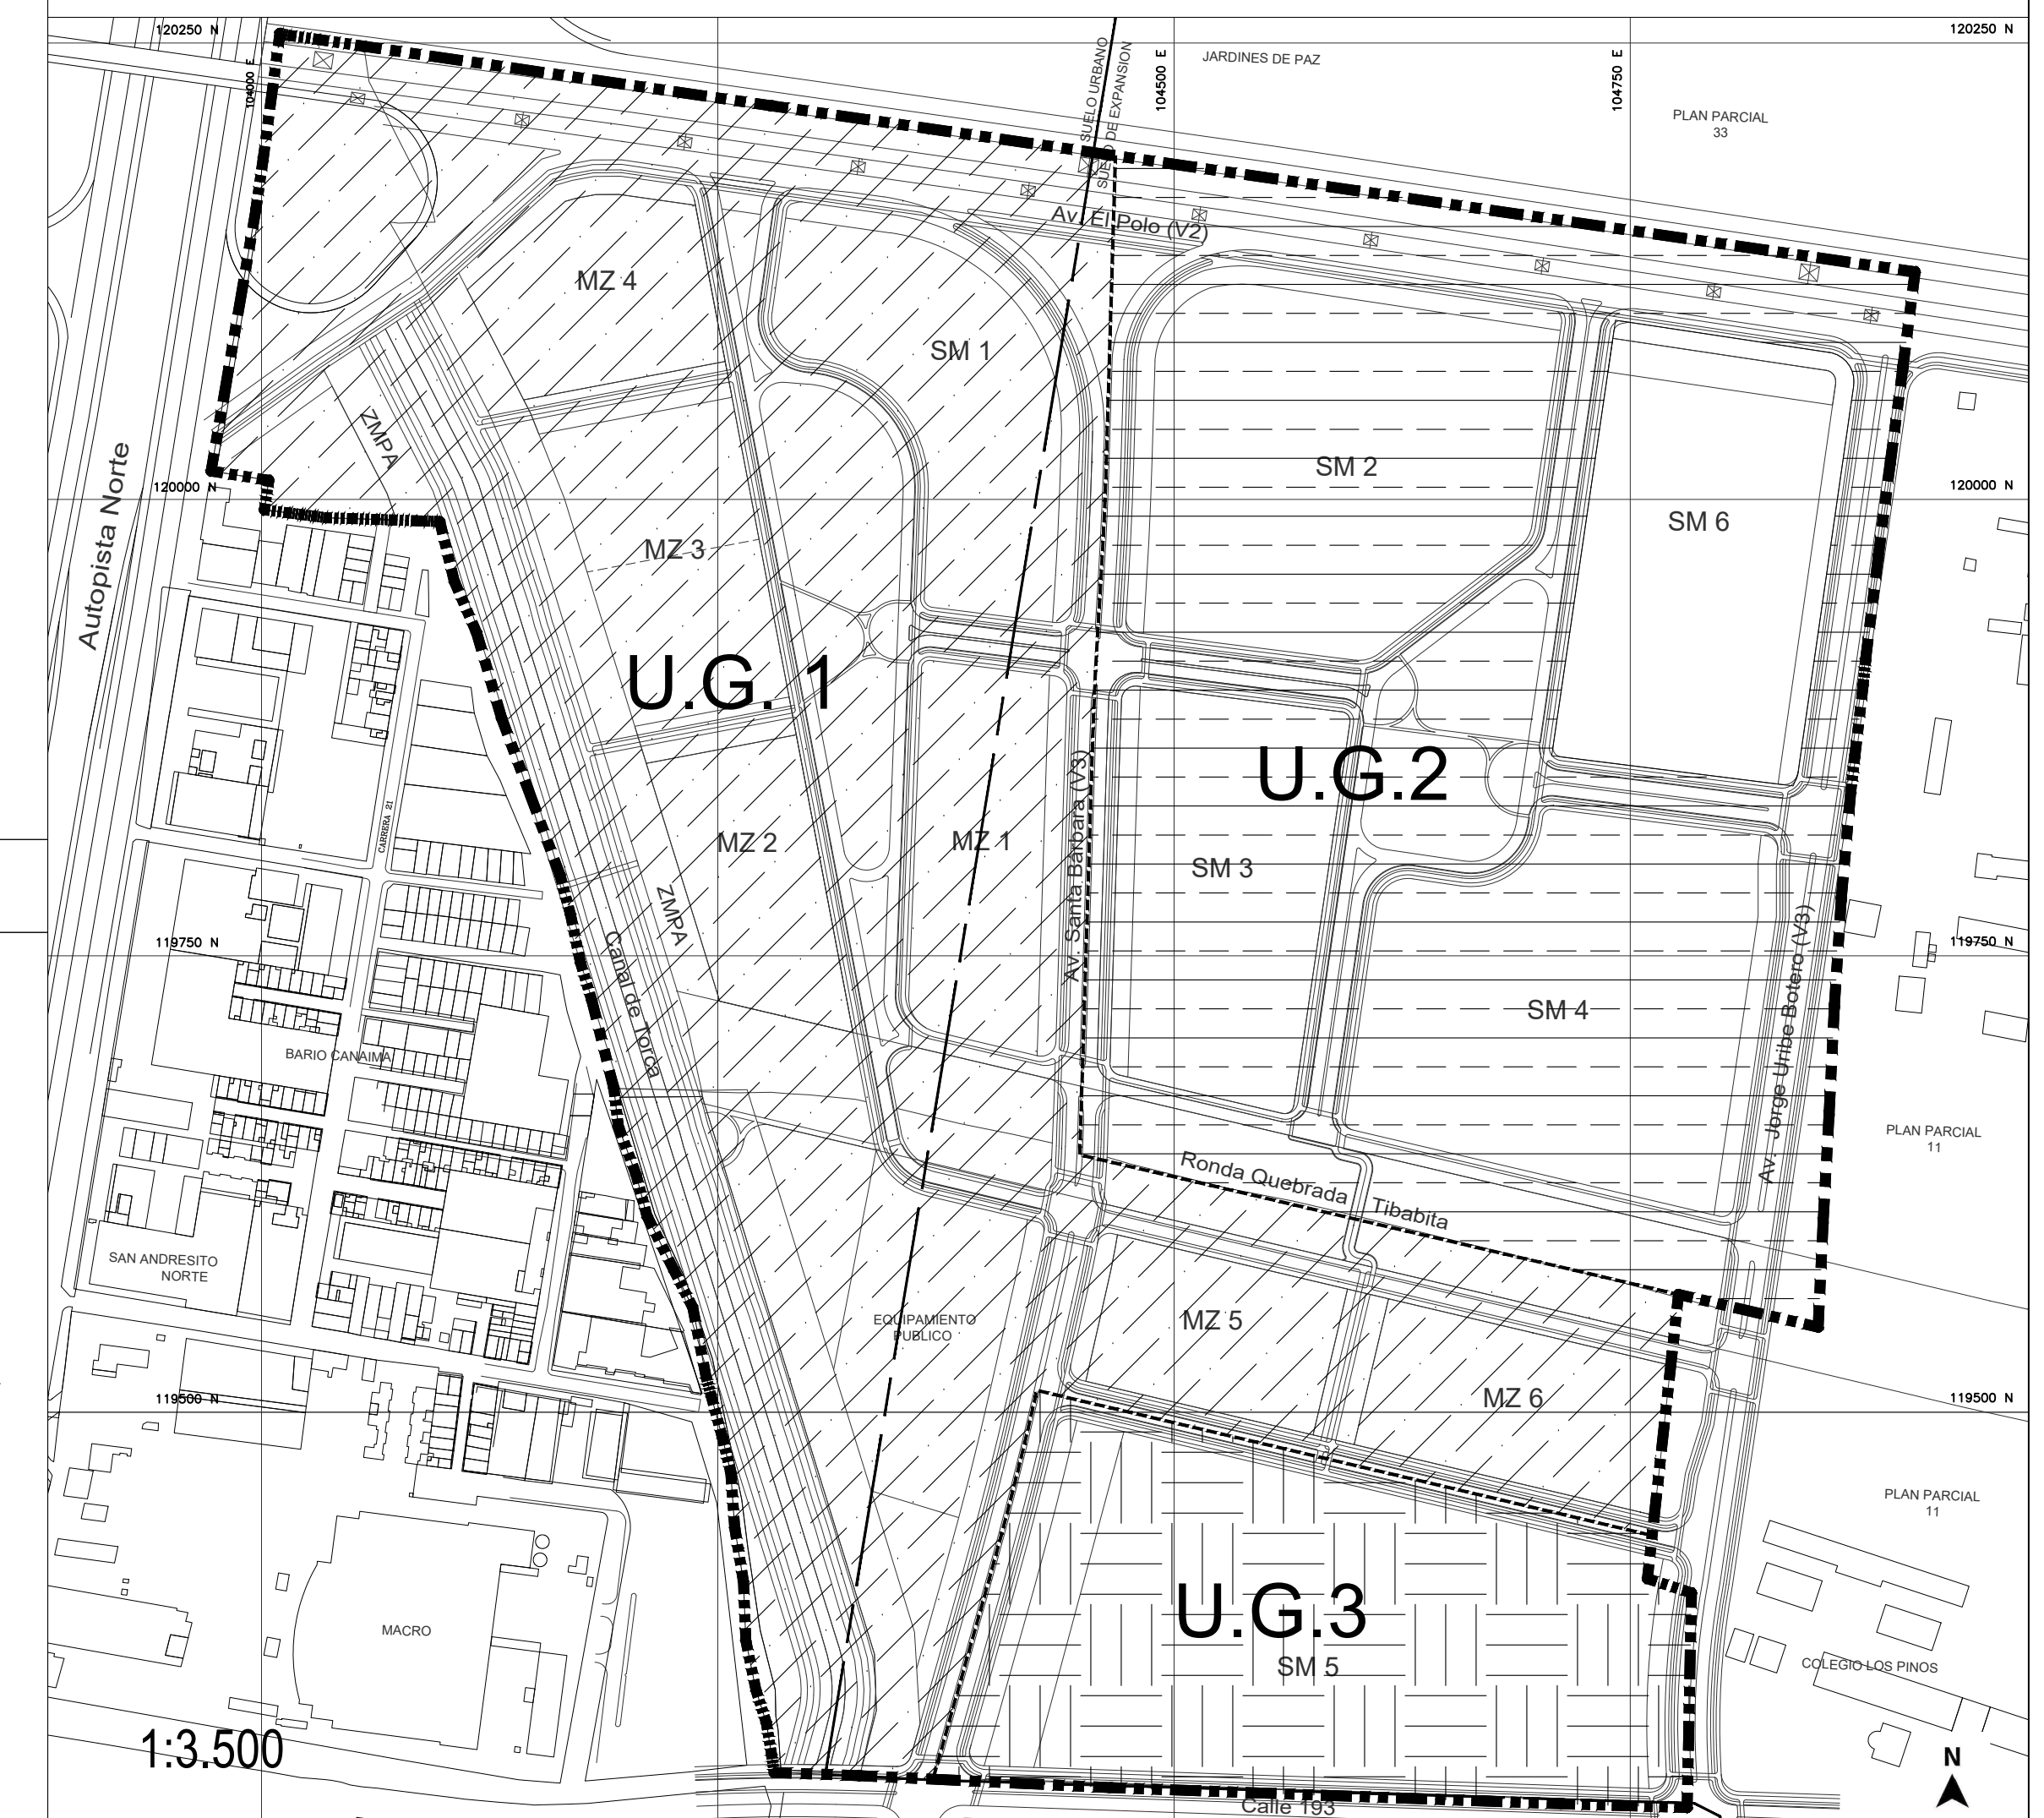 120250 N
120250 N
104000 E
SUELO URBANO
SUELO DE EXPANSION
104500 E
JARDINES DE PAZ
104750 E
PLAN PARCIAL
33
Av. El Polo (V2)
MZ 4
SM 1
ZMPA
SM 2
120000 N
120000 N
SM 6
Autopista Norte
MZ 3
U.G. 1
U.G.2
CARRERA 21
MZ 2
MZ 1
Av. Santa Barbara (V3)
SM 3
ZMPA
119750 N
119750 N
Canal de Torca
SM 4
Av. Jorge Uribe Botero (V3)
BARIO CANAIMA
PLAN PARCIAL
11
Ronda Quebrada Tibabita
SAN ANDRESITO
NORTE
EQUIPAMIENTO
PUBLICO
MZ 5
MZ 6
119500 N
119500 N
PLAN PARCIAL
11
U.G.3
MACRO
SM 5
COLEGIO LOS PINOS
1:3.500
N
Calle 193